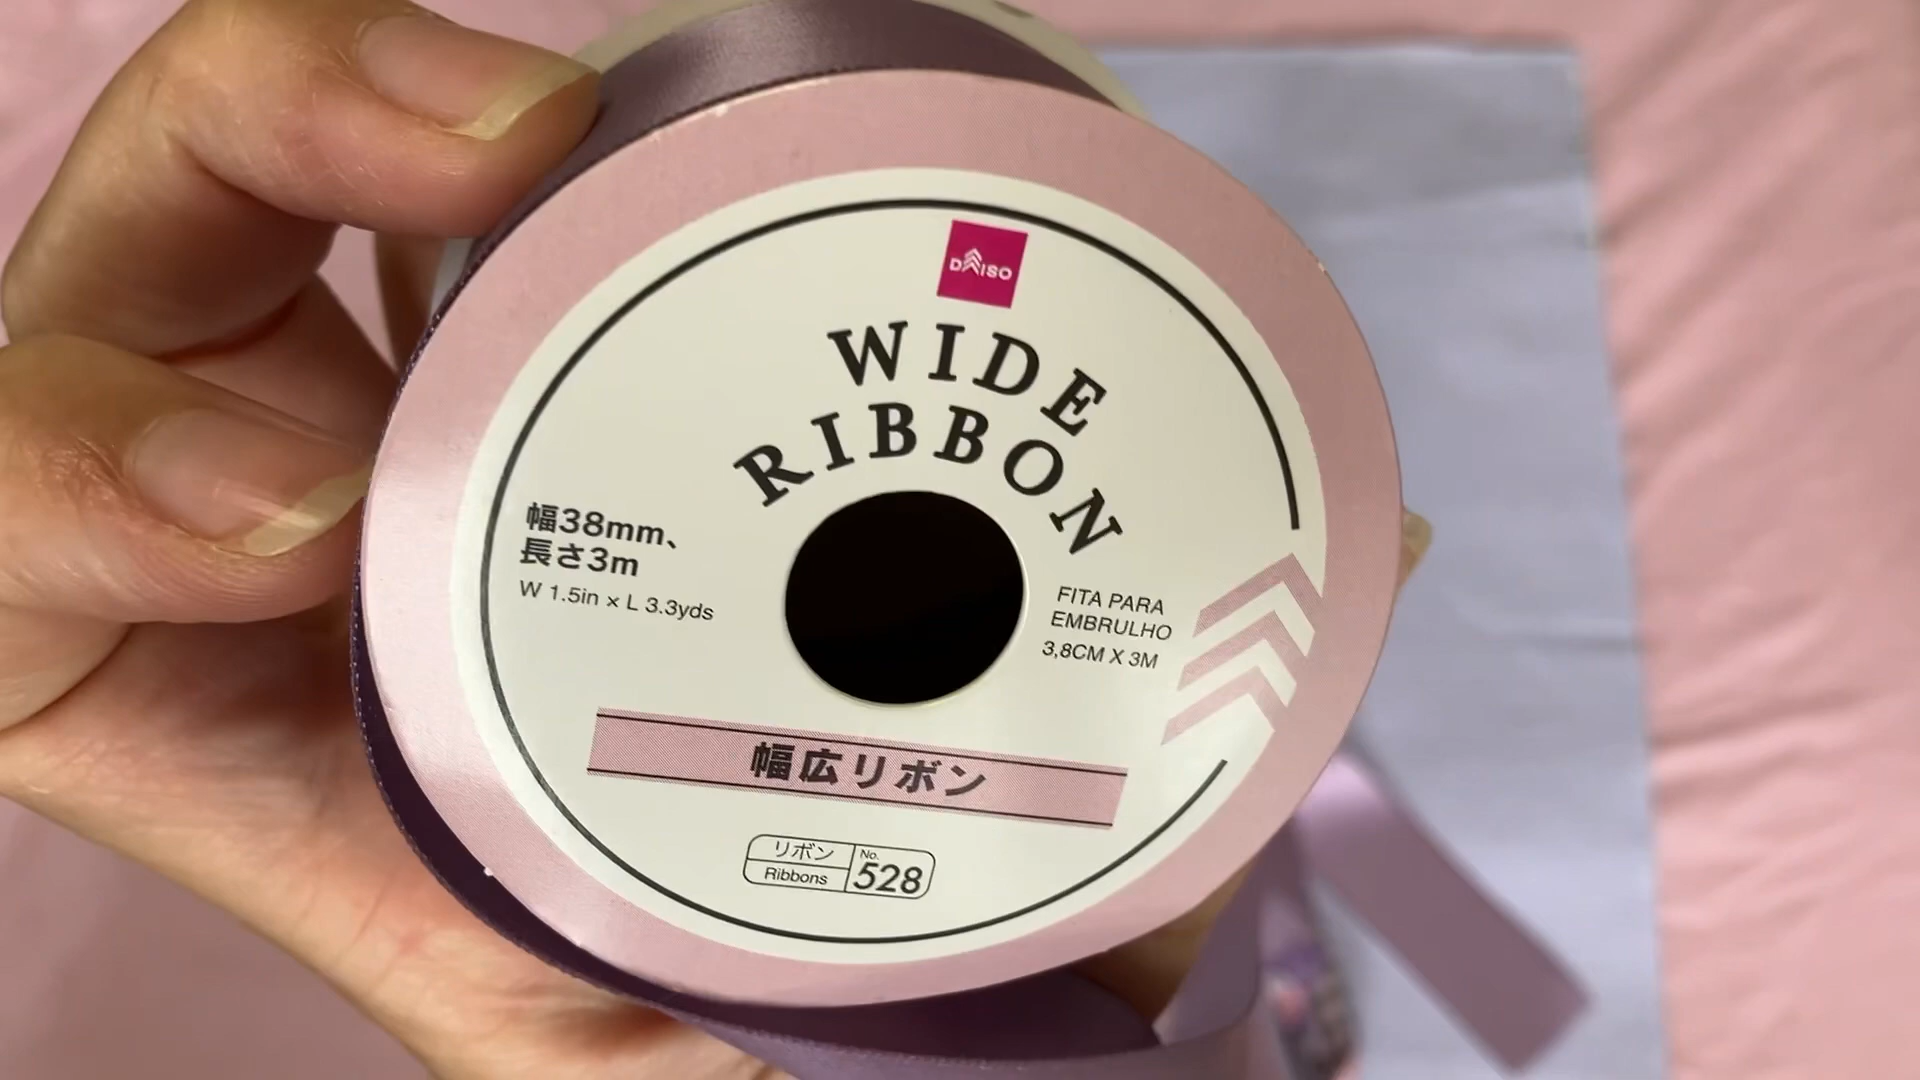 DAISO
WIDE
RIBBON
幅38mm、
長さ3m
W 1.5in × L 3.3yds
FITA PARA
EMBRULHO
3,8CM X 3M
幅広リボン
リボン
Ribbons
No.
528